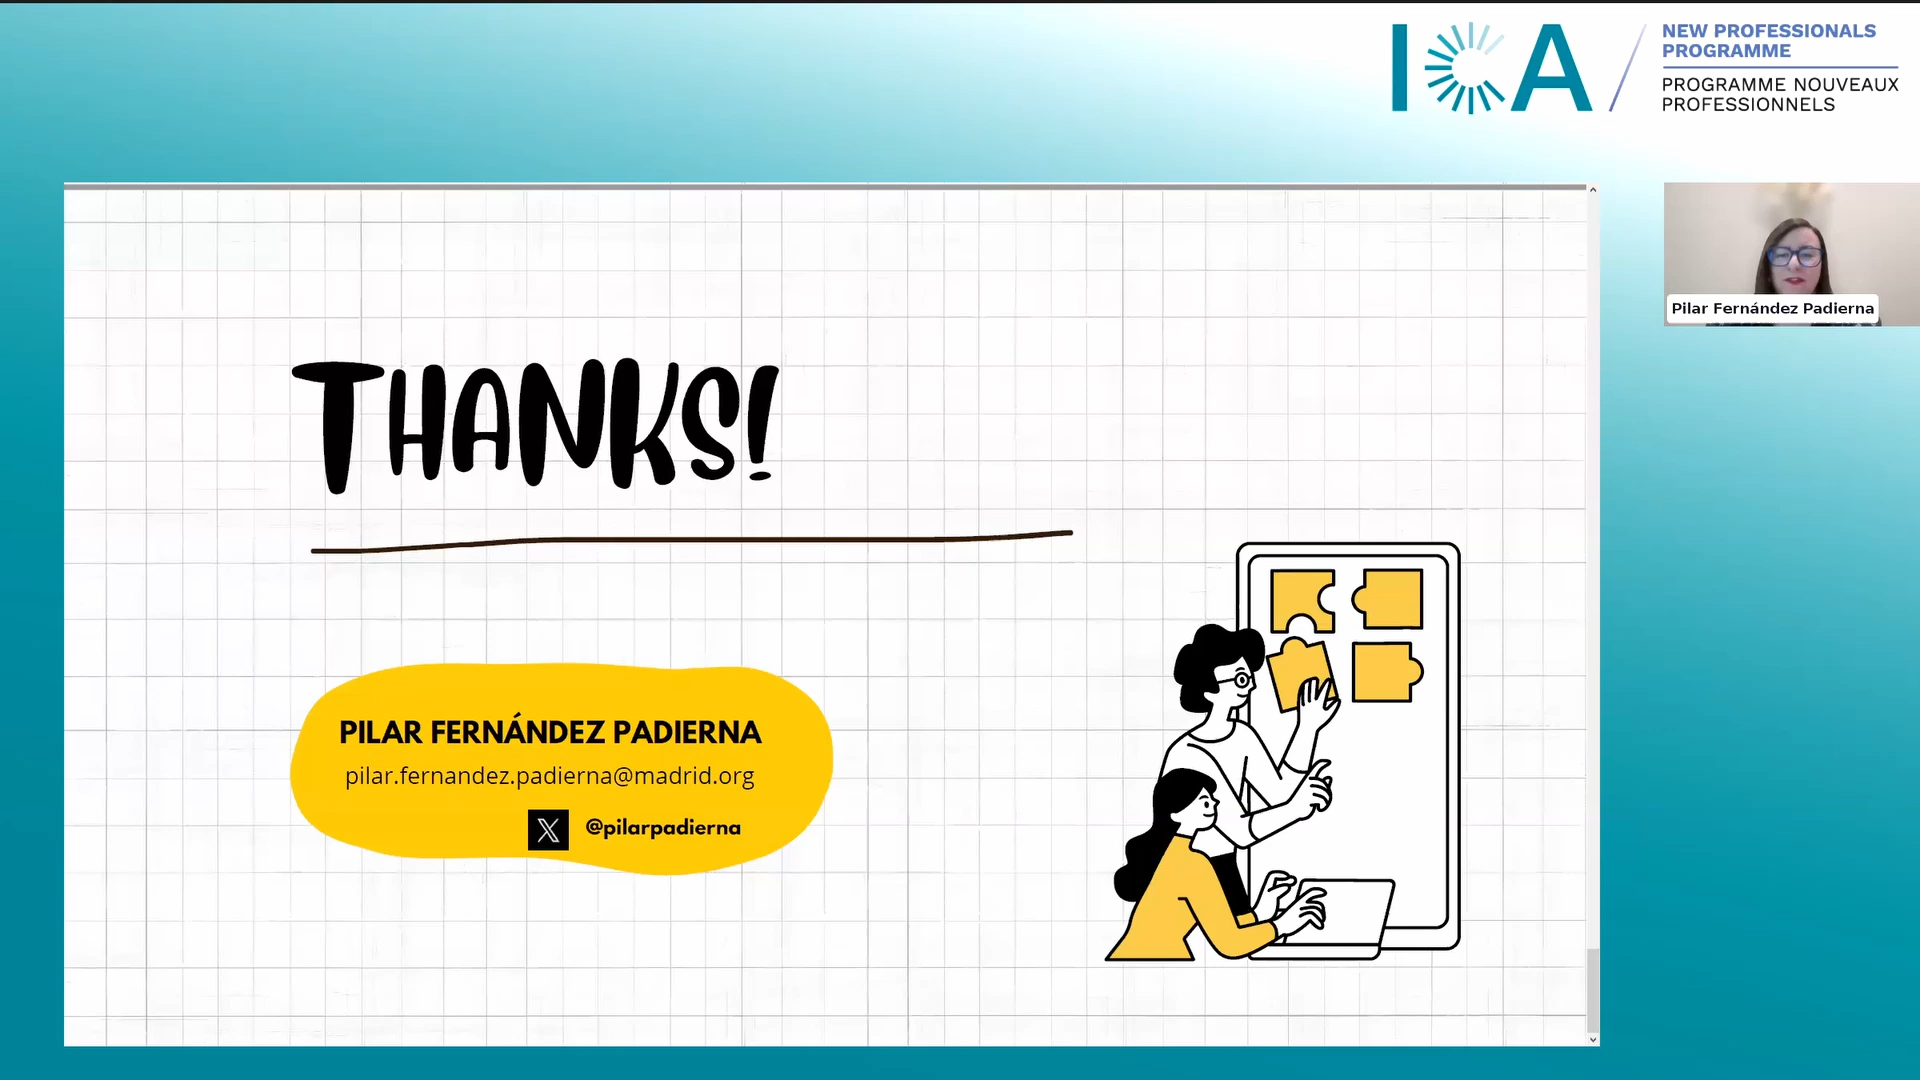 ICA
NEW PROFESSIONALS
PROGRAMME
PROGRAMME NOUVEAUX
PROFESSIONNELS
Pilar Fernández Padierna
THANKS!
PILAR FERNÁNDEZ PADIERNA
pilar.fernandez.padierna@madrid.org
X @pilarpadierna